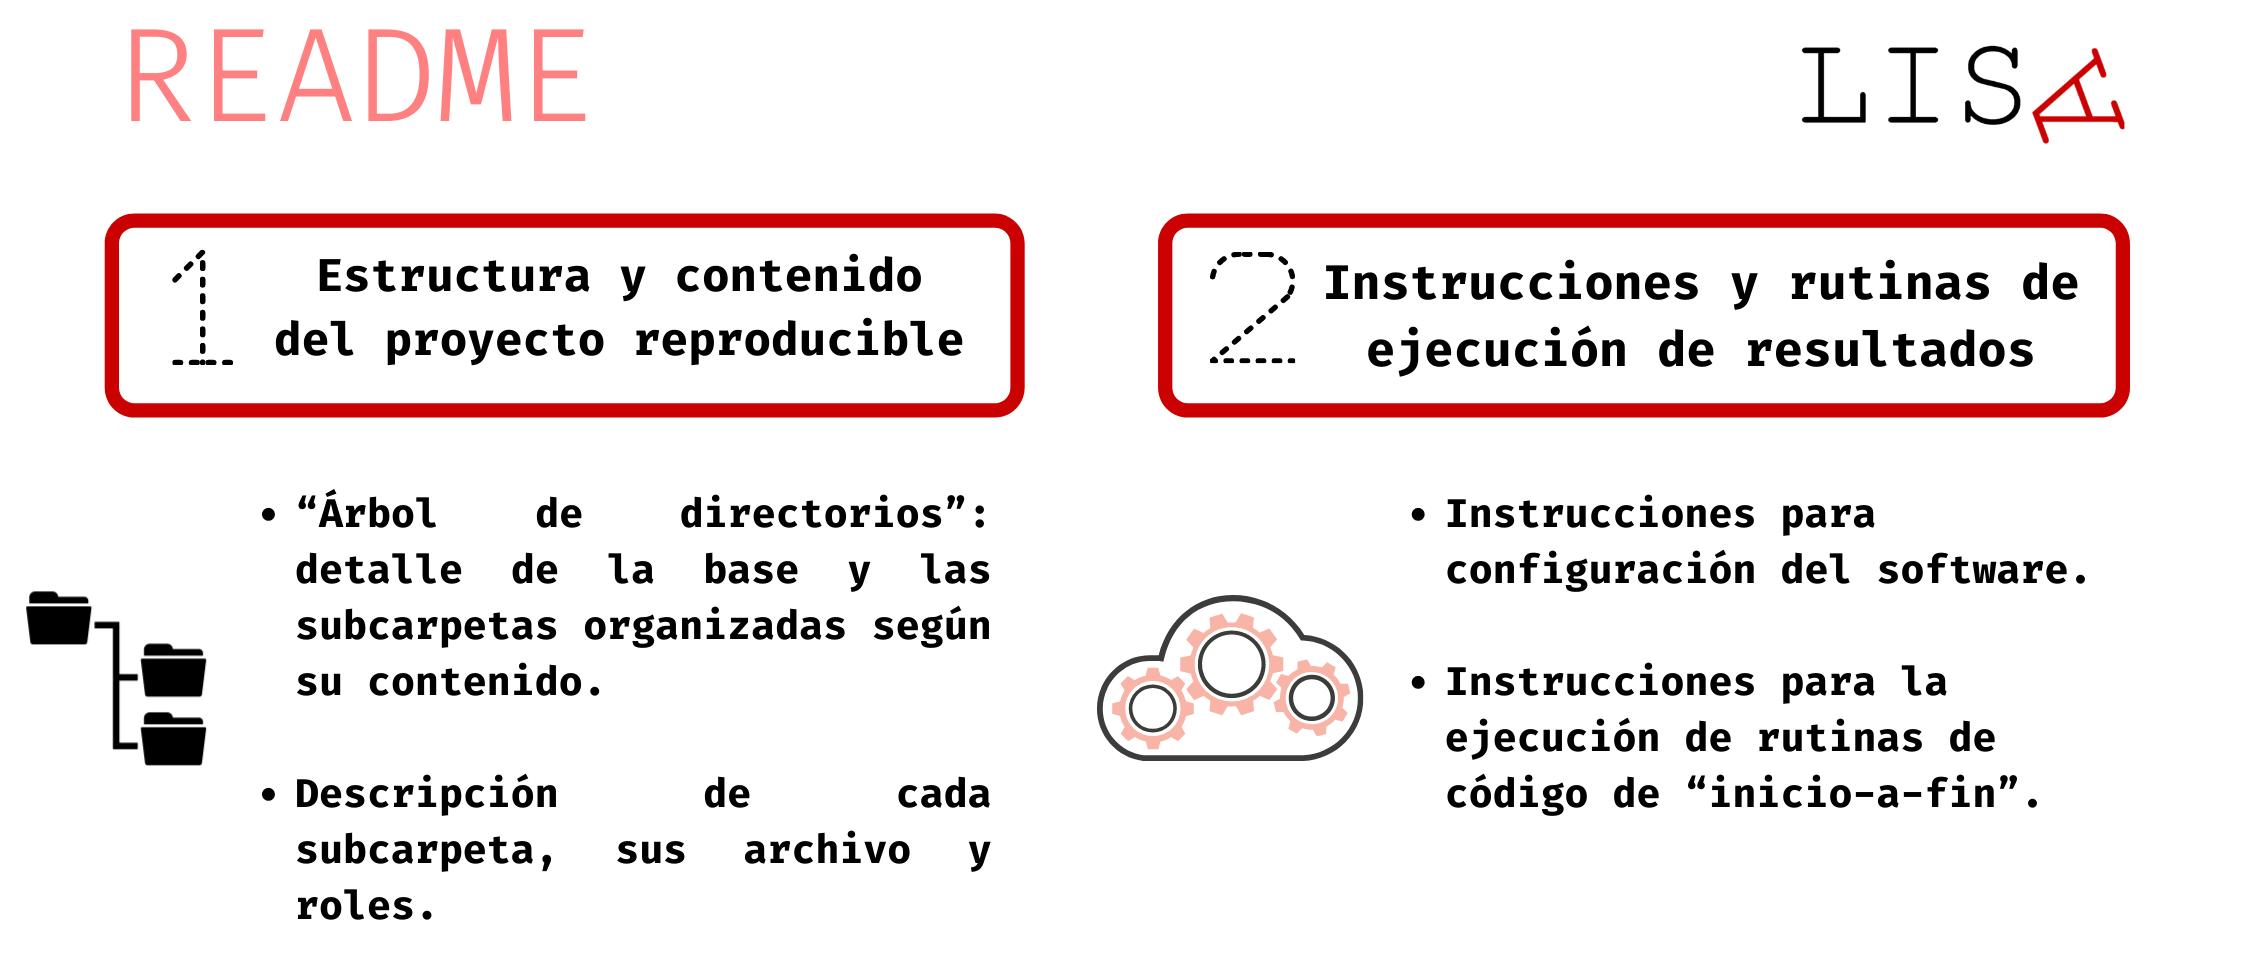 README
LISA
1
Estructura y contenido
del proyecto reproducible
2
Instrucciones y rutinas de
ejecución de resultados
• “Árbol de directorios”:
detalle de la base y las
subcarpetas organizadas según
su contenido.
• Descripción de cada
subcarpeta, sus archivo y
roles.
• Instrucciones para
configuración del software.
• Instrucciones para la
ejecución de rutinas de
código de “inicio-a-fin”.